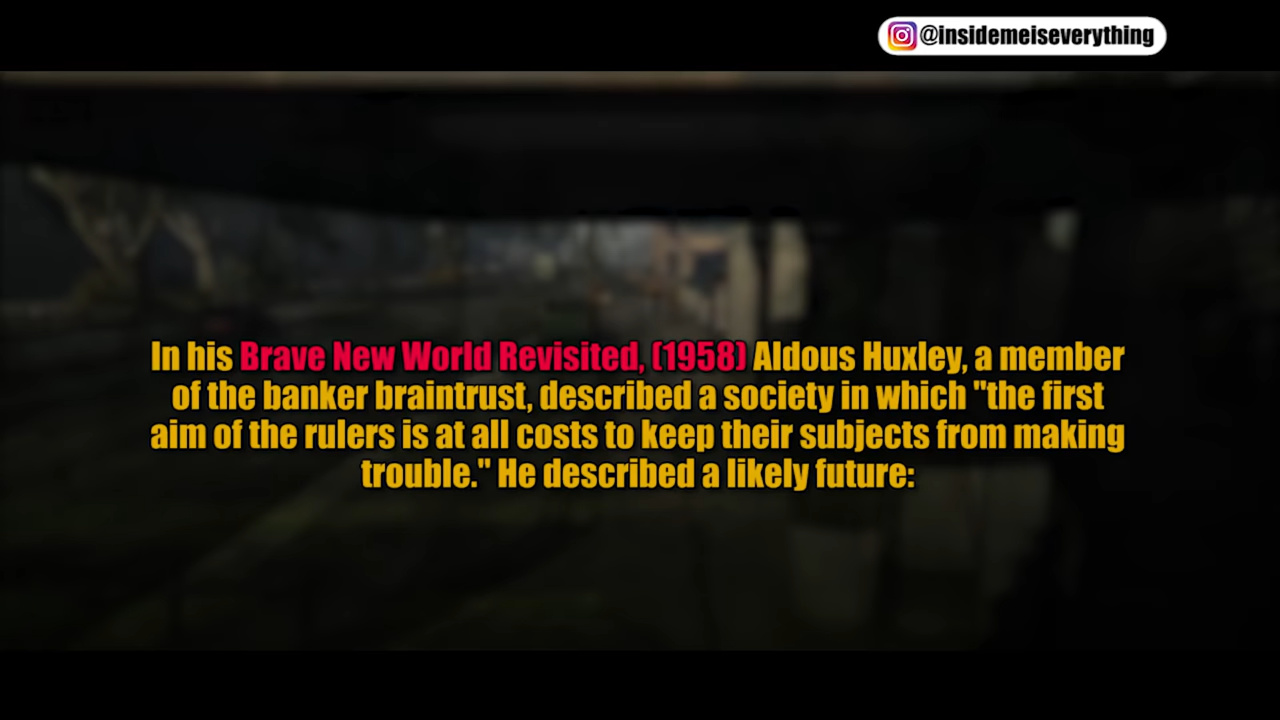 @insidemeiseverything
In his Brave New World Revisited, (1958) Aldous Huxley, a member
of the banker braintrust, described a society in which "the first
aim of the rulers is at all costs to keep their subjects from making
trouble." He described a likely future: